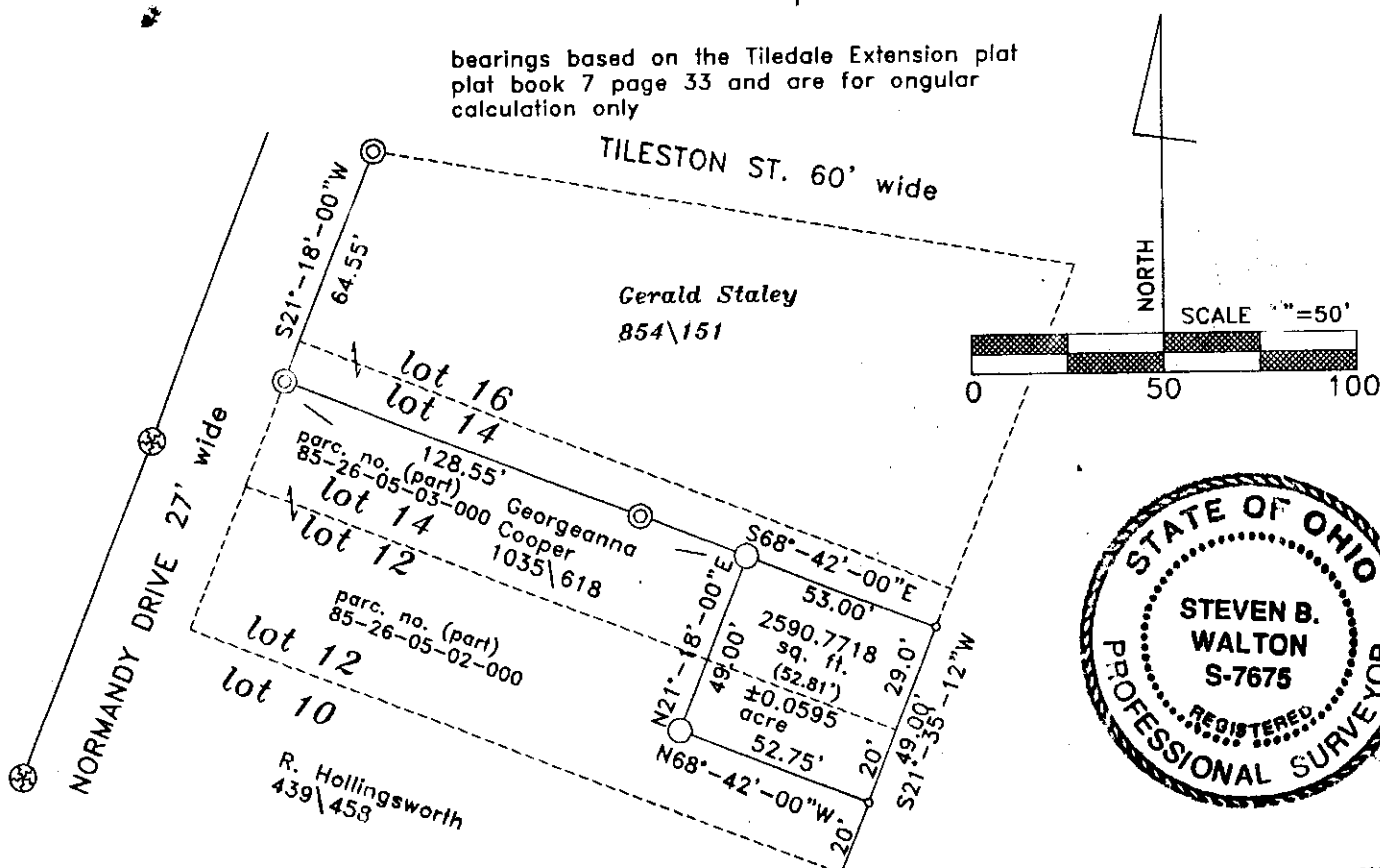 bearings based on the Tiledale Extension plat
plat book 7 page 33 and are for ongular
calculation only
TILESTON ST. 60' wide
S21°-18'-00"W
64.55'
Gerald Staley
854\151
NORTH
SCALE "=50'
0 50 100
lot 16
lot 14
128.55'
parc. no. (part)
85-26-05-03-000
Georgeanna
Cooper
1035\618
lot 14
lot 12
NORMANDY DRIVE 27' wide
parc. no. (part)
85-26-05-02-000
lot 12
lot 10
R. Hollingsworth
439\458
S68°-42'-00"E
53.00'
N21°-18'-00"E
49.00'
2590.7718
sq. ft.
(52.81')
±0.0595
acre
52.75'
N68°-42'-00"W
29.0'
20'
49.00'
S21°-35'-12"W
20'
STATE OF OHIO
STEVEN B.
WALTON
S-7675
REGISTERED
PROFESSIONAL SURVEYOR